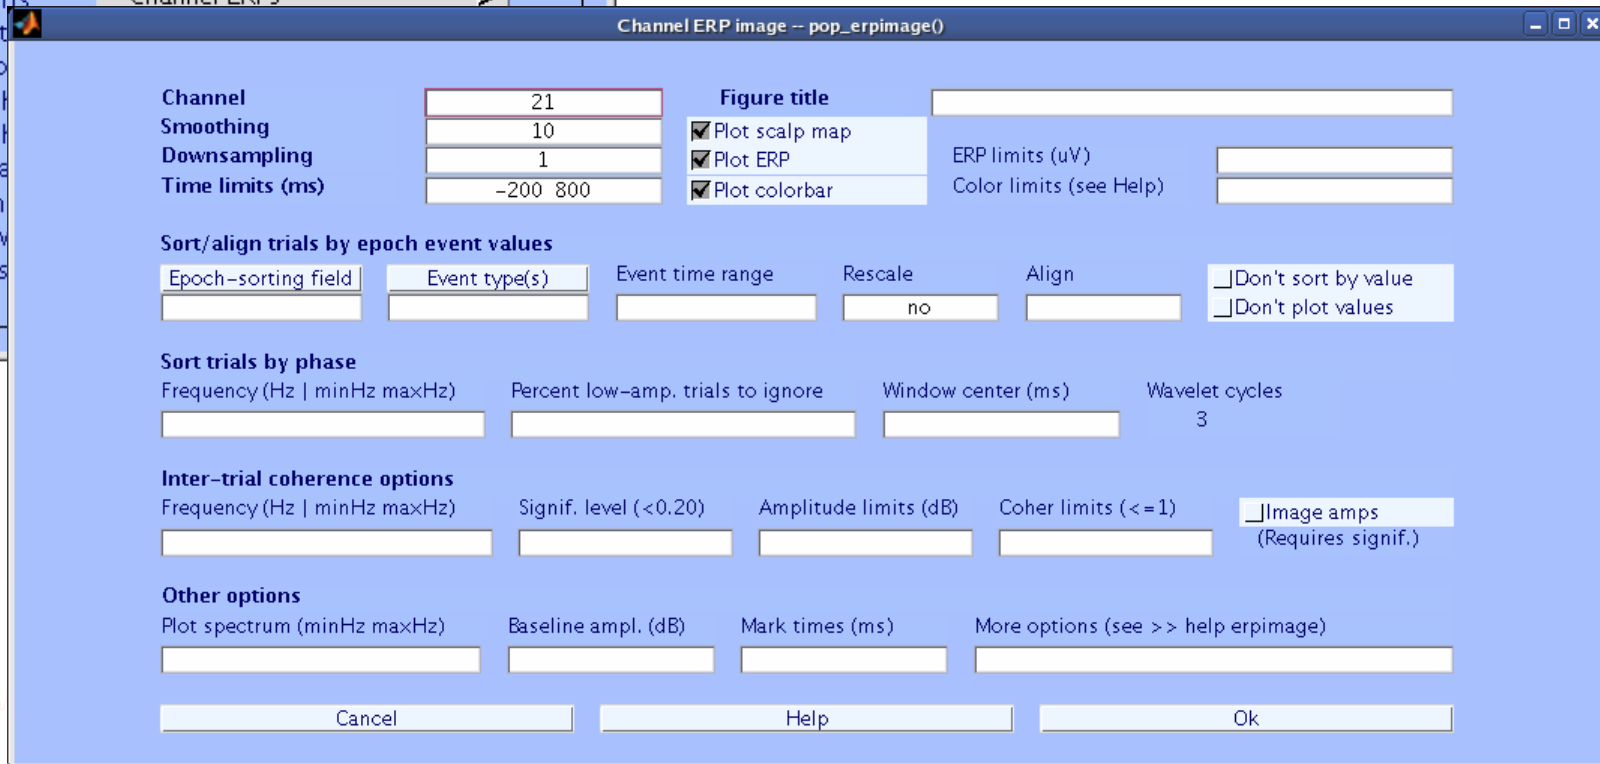 Channel ERPs
Channel ERP image -- pop_erpimage()
Channel 21 Figure title
Smoothing 10 Plot scalp map
Downsampling 1 Plot ERP ERP limits (uV)
Time limits (ms) -200 800 Plot colorbar Color limits (see Help)
Sort/align trials by epoch event values
Epoch-sorting field Event type(s) Event time range Rescale Align Don't sort by value
no Don't plot values
Sort trials by phase
Frequency (Hz | minHz maxHz) Percent low-amp. trials to ignore Window center (ms) Wavelet cycles
3
Inter-trial coherence options
Frequency (Hz | minHz maxHz) Signif. level (<0.20) Amplitude limits (dB) Coher limits (<=1) Image amps
(Requires signif.)
Other options
Plot spectrum (minHz maxHz) Baseline ampl. (dB) Mark times (ms) More options (see >> help erpimage)
Cancel Help Ok